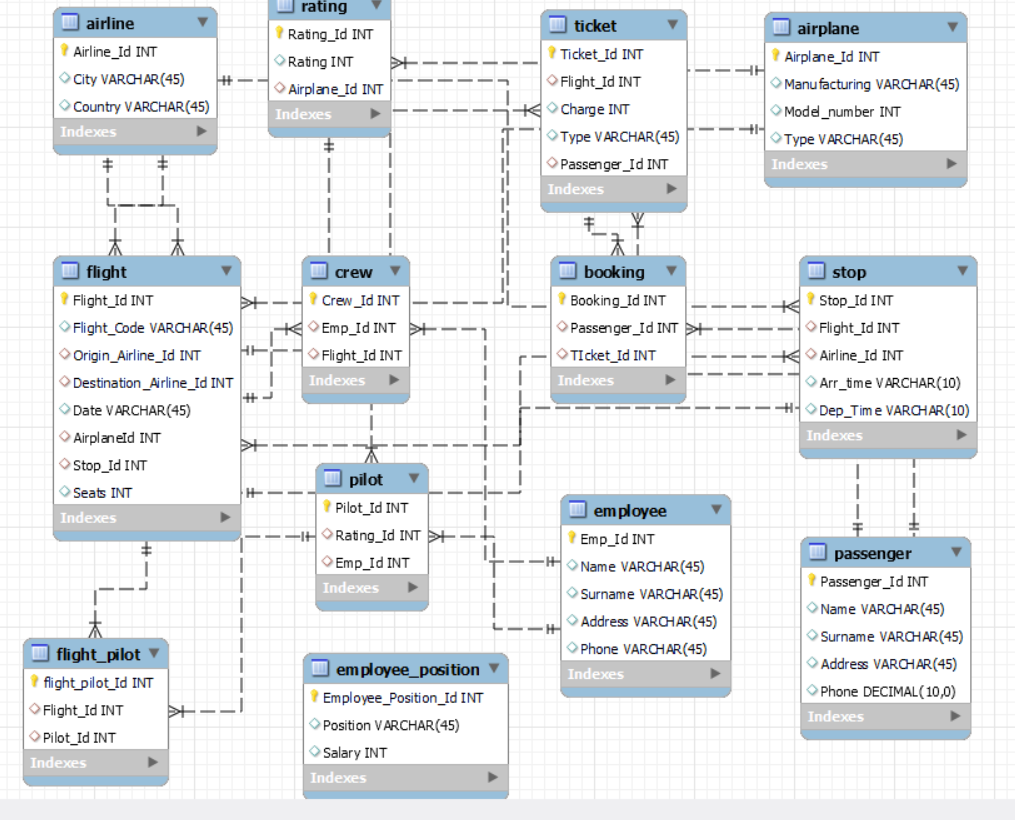 airline
Airline_Id INT
City VARCHAR(45)
Country VARCHAR(45)
Indexes
rating
Rating_Id INT
Rating INT
Airplane_Id INT
Indexes
ticket
Ticket_Id INT
Flight_Id INT
Charge INT
Type VARCHAR(45)
Passenger_Id INT
Indexes
airplane
Airplane_Id INT
Manufacturing VARCHAR(45)
Model_number INT
Type VARCHAR(45)
Indexes
flight
Flight_Id INT
Flight_Code VARCHAR(45)
Origin_Airline_Id INT
Destination_Airline_Id INT
Date VARCHAR(45)
AirplaneId INT
Stop_Id INT
Seats INT
Indexes
crew
Crew_Id INT
Emp_Id INT
Flight_Id INT
Indexes
booking
Booking_Id INT
Passenger_Id INT
TIcket_Id INT
Indexes
stop
Stop_Id INT
Flight_Id INT
Airline_Id INT
Arr_time VARCHAR(10)
Dep_Time VARCHAR(10)
Indexes
pilot
Pilot_Id INT
Rating_Id INT
Emp_Id INT
Indexes
employee
Emp_Id INT
Name VARCHAR(45)
Surname VARCHAR(45)
Address VARCHAR(45)
Phone VARCHAR(45)
Indexes
passenger
Passenger_Id INT
Name VARCHAR(45)
Surname VARCHAR(45)
Address VARCHAR(45)
Phone DECIMAL(10,0)
Indexes
flight_pilot
flight_pilot_Id INT
Flight_Id INT
Pilot_Id INT
Indexes
employee_position
Employee_Position_Id INT
Position VARCHAR(45)
Salary INT
Indexes